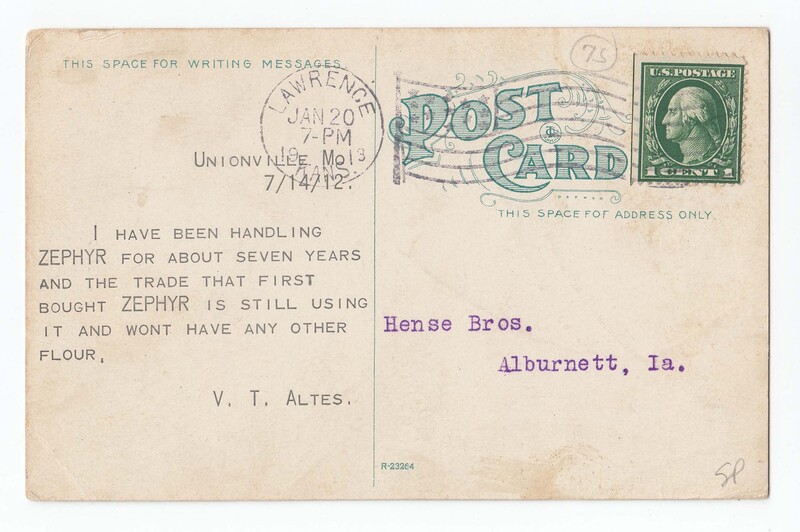 THIS SPACE FOR WRITING MESSAGES.
LAWRENCE
JAN 20
7-PM
19 13
KANS.
UNIONVILLE MO.
7/14/12.
I HAVE BEEN HANDLING
ZEPHYR FOR ABOUT SEVEN YEARS
AND THE TRADE THAT FIRST
BOUGHT ZEPHYR IS STILL USING
IT AND WONT HAVE ANY OTHER
FLOUR.
V. T. ALTES.
75
POST
CARD
U.S.POSTAGE
1 CENT 1
THIS SPACE FOR ADDRESS ONLY.
Hense Bros.
Alburnett, Ia.
R-23264
SP